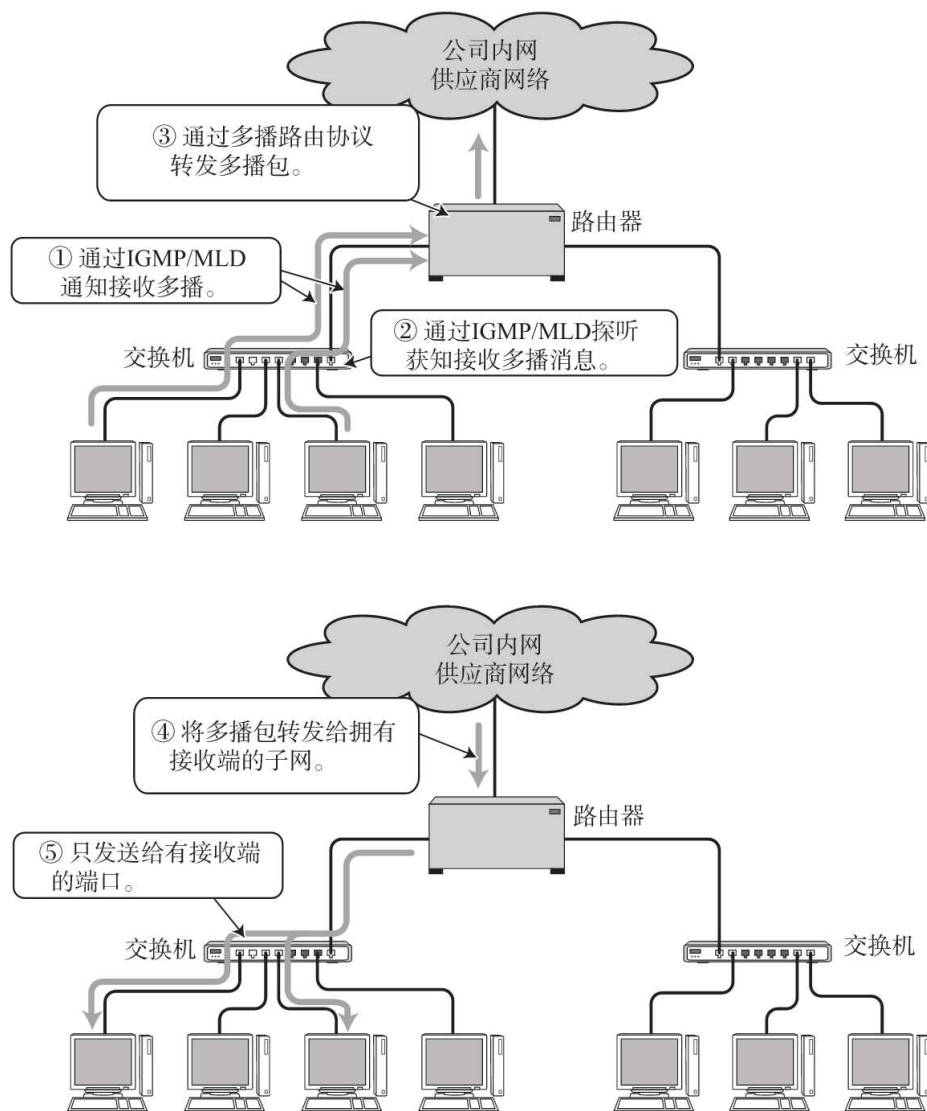 公司内网
供应商网络
③ 通过多播路由协议
转发多播包。
路由器
① 通过IGMP/MLD
通知接收多播。
② 通过IGMP/MLD探听
获知接收多播消息。
交换机
交换机
公司内网
供应商网络
④ 将多播包转发给拥有
接收端的子网。
路由器
⑤ 只发送给有接收端
的端口。
交换机
交换机